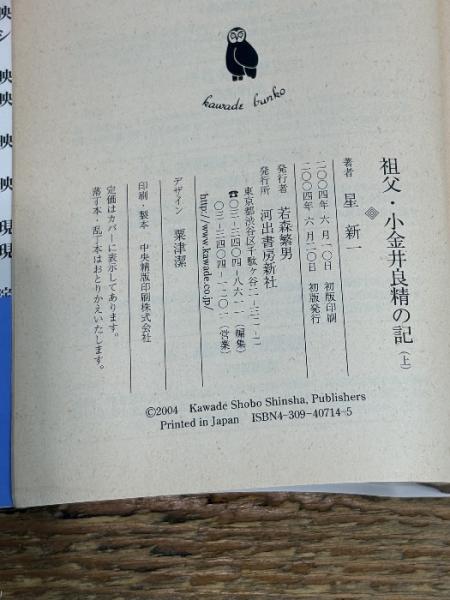 kawade bunko
祖父・小金井良精の記(上)
二〇〇四年 六月一〇日 初版印刷
二〇〇四年 六月二〇日 初版発行
著者 星 新一
発行者 若森繁男
発行所 河出書房新社
東京都渋谷区千駄ヶ谷二-三二-二
☎〇三-三四〇四-八六一一(編集)
〇三-三四〇四-一二〇一(営業)
http://www.kawade.co.jp/
デザイン 粟津潔
印刷・製本 中央精版印刷株式会社
定価はカバーに表示してあります。
落丁本・乱丁本はおとりかえいたします。
©2004 Kawade Shobo Shinsha, Publishers
Printed in Japan ISBN4-309-40714-5
映
シ
映
映
映
映
現
現